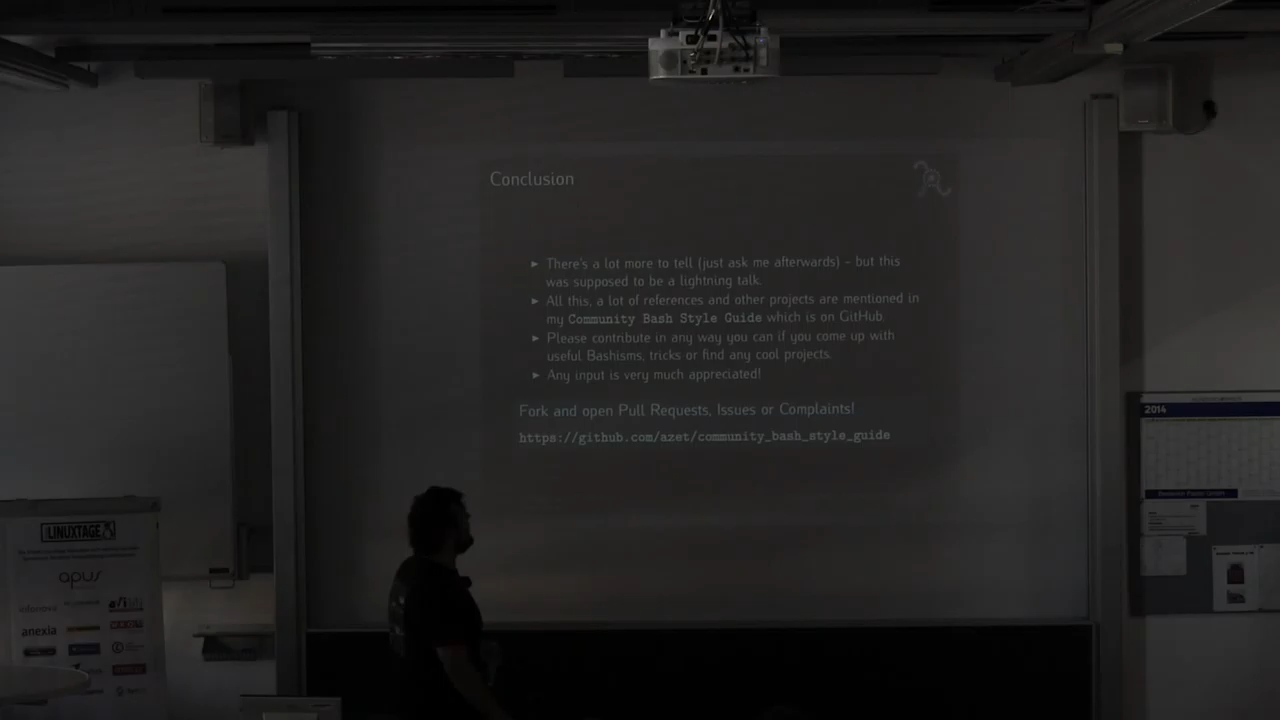 Conclusion
► There's a lot more to tell (just ask me afterwards) – but this
was supposed to be a lightning talk.
► All this, a lot of references and other projects are mentioned in
my Community Bash Style Guide which is on GitHub
► Please contribute in any way you can if you come up with
useful Bashisms, tricks or find any cool projects.
► Any input is very much appreciated!
Fork and open Pull Requests, Issues or Complaints!
https://github.com/azet/community_bash_style_guide
2014
LINUXTAGE
apus
infonova
anexia